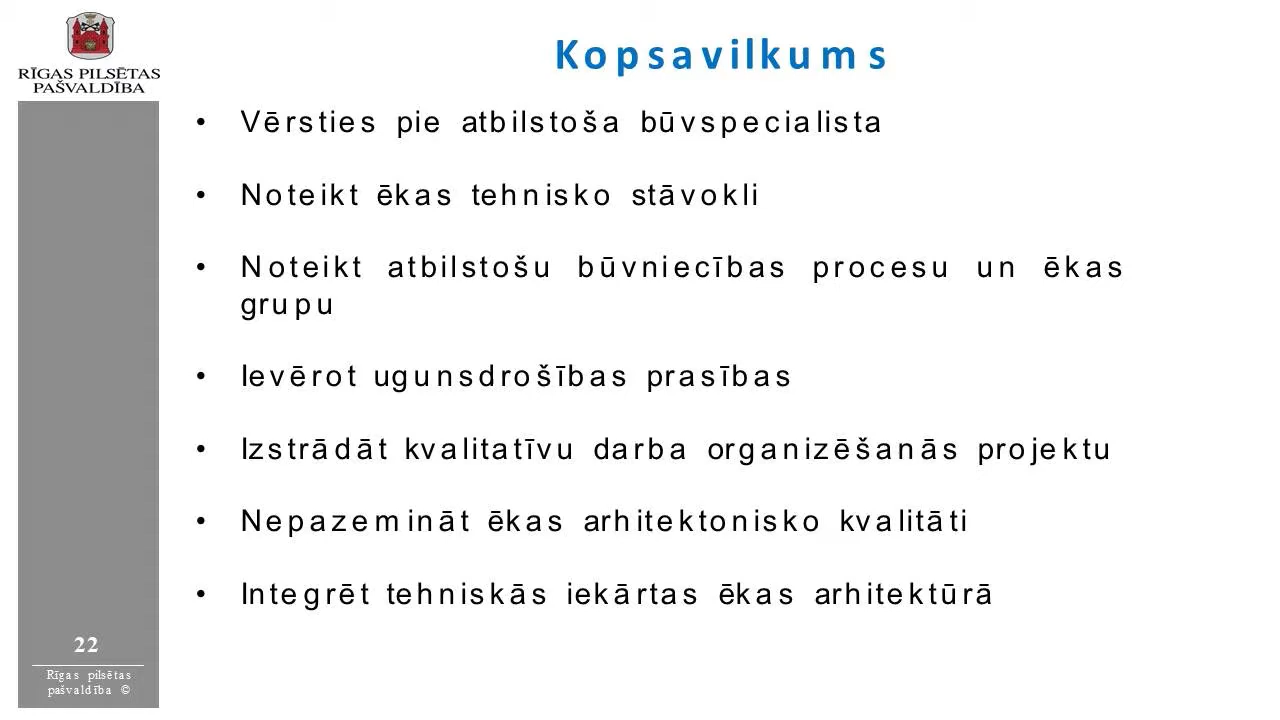 RĪGAS PILSĒTAS
PAŠVALDĪBA
Kopsavilkums
• Vērsties pie atbilstoša būvspecialista
• Noteikt ēkas tehnisko stāvokli
• Noteikt atbilstošu būvniecības procesu un ēkas
grupu
• Ievērot ugunsdrošības prasības
• Izstrādāt kvalitatīvu darba organizēšanās projektu
• Nepazemināt ēkas arhitektonisko kvalitāti
• Integrēt tehniskās iekārtas ēkas arhitektūrā
22
Rīgas pilsētas
pašvaldība ©